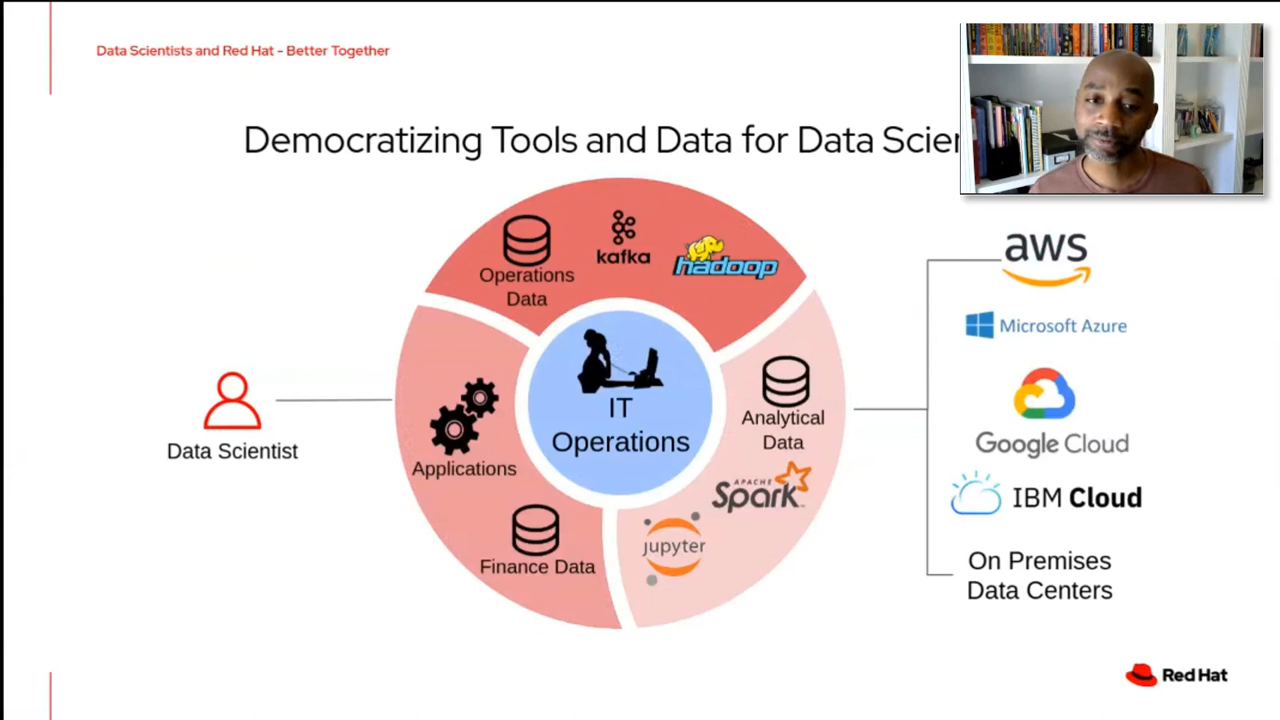 Data Scientists and Red Hat - Better Together
Democratizing Tools and Data for Data Scien
Operations
Data
kafka
hadoop
aws
Microsoft Azure
Google Cloud
IBM Cloud
On Premises
Data Centers
IT
Operations
Analytical
Data
APACHE
Spark
jupyter
Applications
Finance Data
Data Scientist
Red Hat